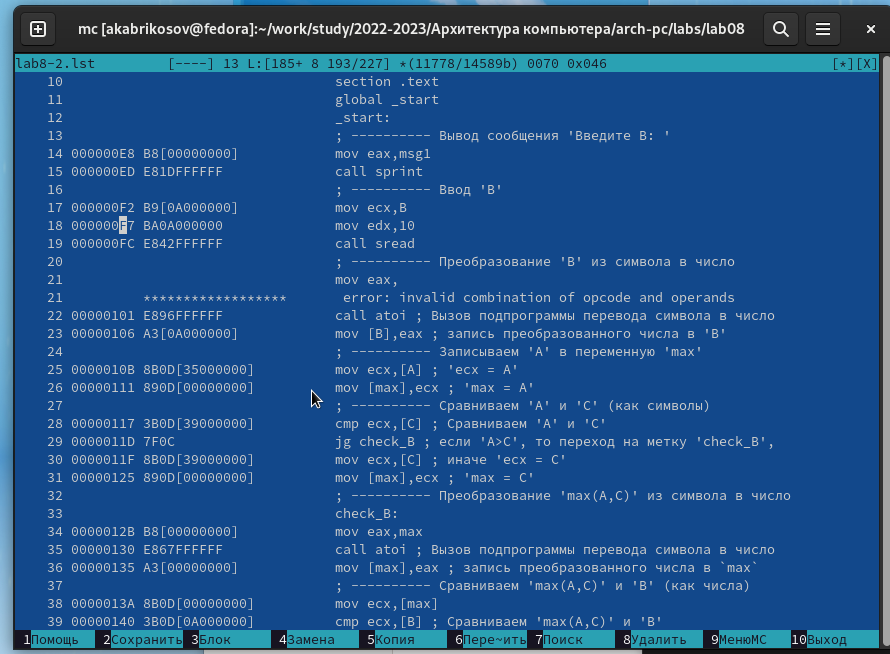 mc [akabrikosov@fedora]:~/work/study/2022-2023/Архитектура компьютера/arch-pc/labs/lab08
lab8-2.lst [----] 13 L:[185+ 8 193/227] *(11778/14589b) 0070 0x046 [*][X]
10 section .text
11 global _start
12 _start:
13 ; ---------- Вывод сообщения 'Введите B: '
14 000000E8 B8[00000000] mov eax,msg1
15 000000ED E81DFFFFFF call sprint
16 ; ---------- Ввод 'B'
17 000000F2 B9[0A000000] mov ecx,B
18 000000F7 BA0A000000 mov edx,10
19 000000FC E842FFFFFF call sread
20 ; ---------- Преобразование 'B' из символа в число
21 mov eax,
21 ****************** error: invalid combination of opcode and operands
22 00000101 E896FFFFFF call atoi ; Вызов подпрограммы перевода символа в число
23 00000106 A3[0A000000] mov [B],eax ; запись преобразованного числа в 'B'
24 ; ---------- Записываем 'A' в переменную 'max'
25 0000010B 8B0D[35000000] mov ecx,[A] ; 'ecx = A'
26 00000111 890D[00000000] mov [max],ecx ; 'max = A'
27 ; ---------- Сравниваем 'A' и 'C' (как символы)
28 00000117 3B0D[39000000] cmp ecx,[C] ; Сравниваем 'A' и 'C'
29 0000011D 7F0C jg check_B ; если 'A>C', то переход на метку 'check_B',
30 0000011F 8B0D[39000000] mov ecx,[C] ; иначе 'ecx = C'
31 00000125 890D[00000000] mov [max],ecx ; 'max = C'
32 ; ---------- Преобразование 'max(A,C)' из символа в число
33 check_B:
34 0000012B B8[00000000] mov eax,max
35 00000130 E867FFFFFF call atoi ; Вызов подпрограммы перевода символа в число
36 00000135 A3[00000000] mov [max],eax ; запись преобразованного числа в `max`
37 ; ---------- Сравниваем 'max(A,C)' и 'B' (как числа)
38 0000013A 8B0D[00000000] mov ecx,[max]
39 00000140 3B0D[0A000000] cmp ecx,[B] ; Сравниваем 'max(A,C)' и 'B'
1Помощь 2Сохранить 3Блок 4Замена 5Копия 6Пере~ить 7Поиск 8Удалить 9МенюMC 10Выход